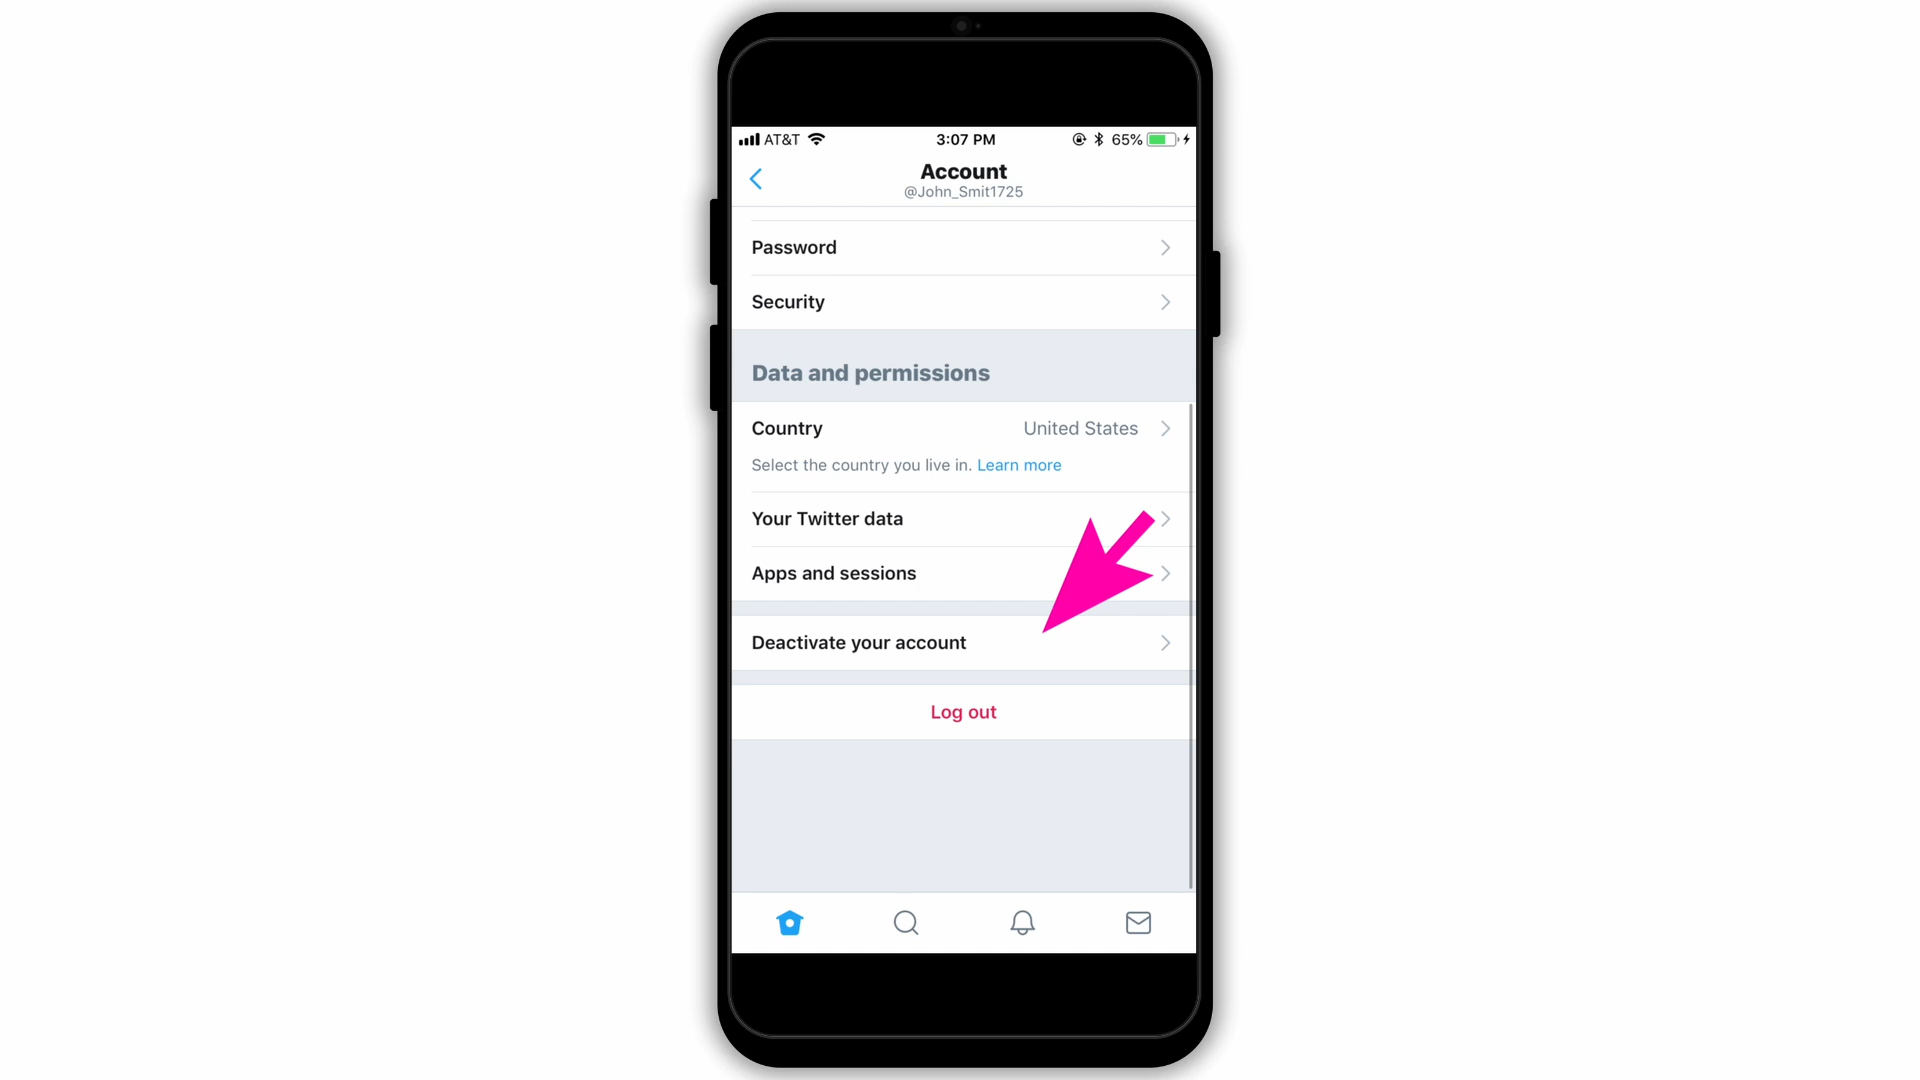 AT&T 3:07 PM 65%
Account
@John_Smit1725
Password
Security
Data and permissions
Country United States
Select the country you live in. Learn more
Your Twitter data
Apps and sessions
Deactivate your account
Log out